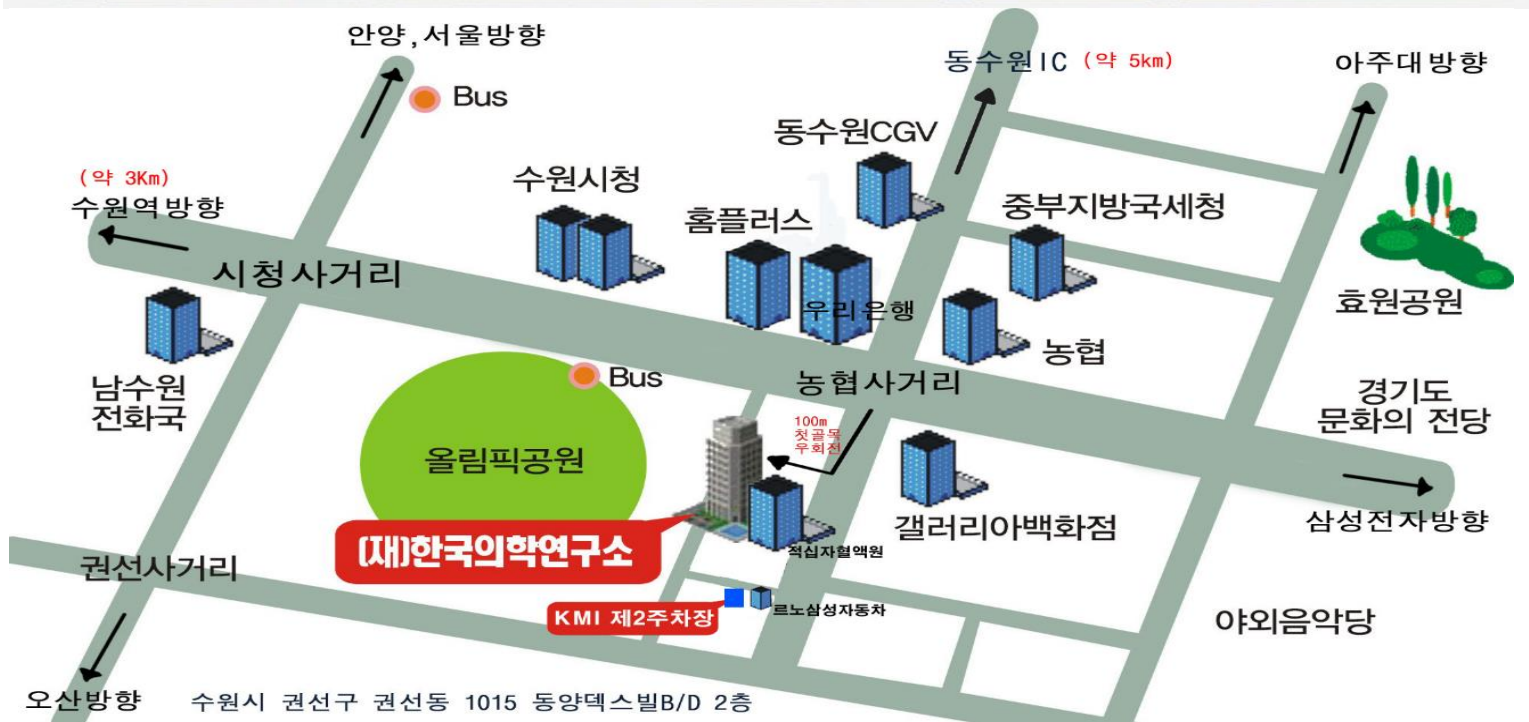 안양,서울방향
동수원IC (약 5km)
아주대방향
Bus
동수원CGV
(약 3Km)
수원역방향
수원시청
중부지방국세청
홈플러스
시청사거리
우리은행
효원공원
남수원
전화국
Bus
농협
농협사거리
경기도
문화의 전당
100m
첫골목
우회전
올림픽공원
갤러리아백화점
삼성전자방향
(재)한국의학연구소
적십자혈액원
권선사거리
KMI 제2주차장
르노삼성자동차
야외음악당
오산방향
수원시 권선구 권선동 1015 동양덱스빌B/D 2층